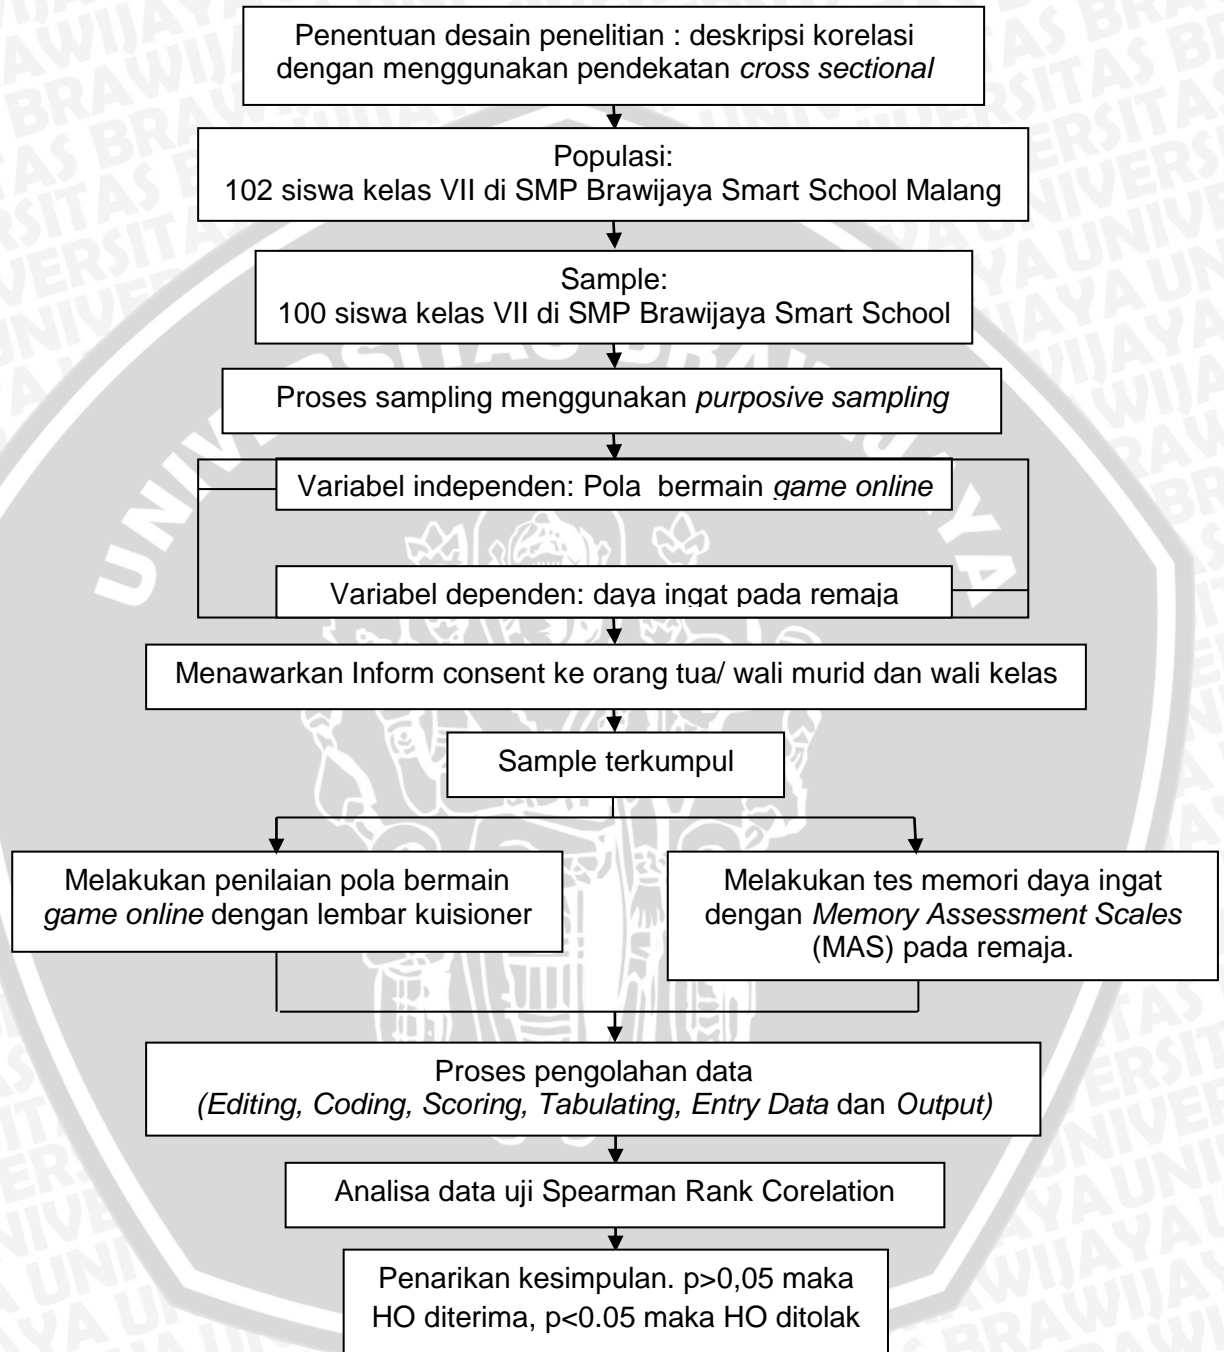 Penentuan desain penelitian : deskripsi korelasi
dengan menggunakan pendekatan cross sectional
Populasi:
102 siswa kelas VII di SMP Brawijaya Smart School Malang
Sample:
100 siswa kelas VII di SMP Brawijaya Smart School
Proses sampling menggunakan purposive sampling
Variabel independen: Pola bermain game online
Variabel dependen: daya ingat pada remaja
Menawarkan Inform consent ke orang tua/ wali murid dan wali kelas
Sample terkumpul
Melakukan penilaian pola bermain
game online dengan lembar kuisioner
Melakukan tes memori daya ingat
dengan Memory Assessment Scales
(MAS) pada remaja.
Proses pengolahan data
(Editing, Coding, Scoring, Tabulating, Entry Data dan Output)
Analisa data uji Spearman Rank Corelation
Penarikan kesimpulan. p>0,05 maka
HO diterima, p<0.05 maka HO ditolak